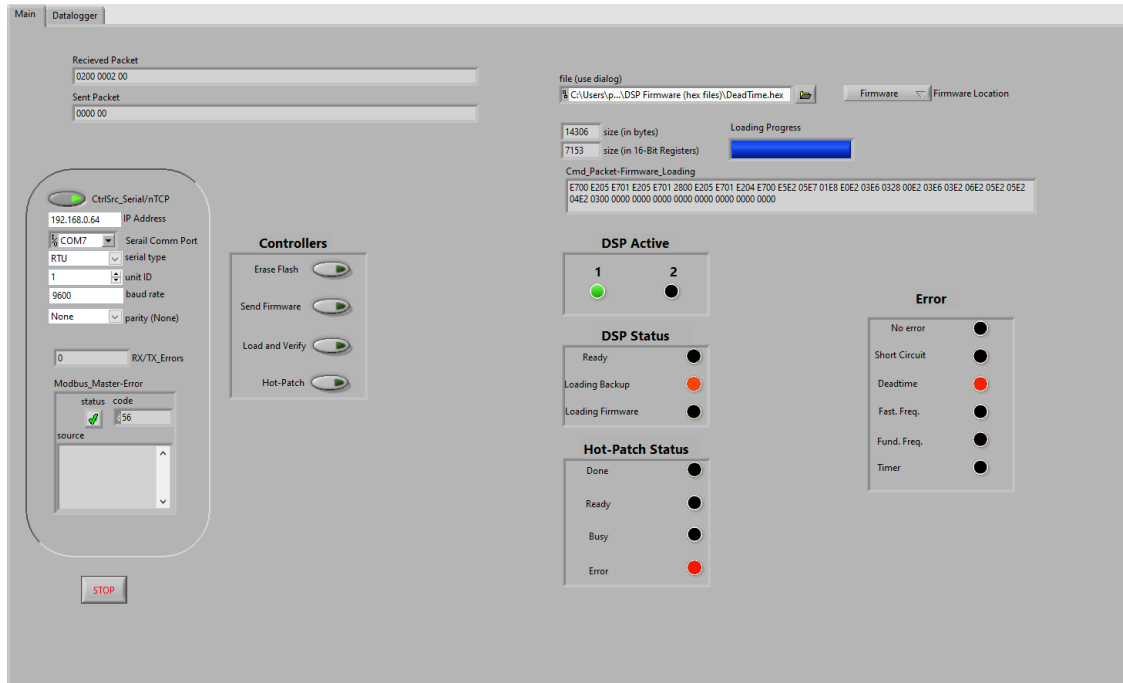 Main Datalogger
Recieved Packet
0200 0002 00
Sent Packet
0000 00
file (use dialog)
C:\Users\p...\DSP Firmware (hex files)\DeadTime.hex
Firmware Firmware Location
14306 size (in bytes)
7153 size (in 16-Bit Registers)
Loading Progress
Cmd_Packet-Firmware_Loading
E700 E205 E701 E205 E701 2800 E205 E701 E204 E700 E5E2 05E7 01E8 E0E2 03E6 0328 00E2 03E6 03E2 06E2 05E2 05E2
04E2 0300 0000 0000 0000 0000 0000 0000 0000 0000
CtrlSrc_Serial/nTCP
192.168.0.64 IP Address
COM7 Serail Comm Port
RTU serial type
1 unit ID
9600 baud rate
None parity (None)
0 RX/TX_Errors
Modbus_Master-Error
status code
56
source
STOP
Controllers
Erase Flash
Send Firmware
Load and Verify
Hot-Patch
DSP Active
1 2
DSP Status
Ready
Loading Backup
Loading Firmware
Hot-Patch Status
Done
Ready
Busy
Error
Error
No error
Short Circuit
Deadtime
Fast. Freq.
Fund. Freq.
Timer